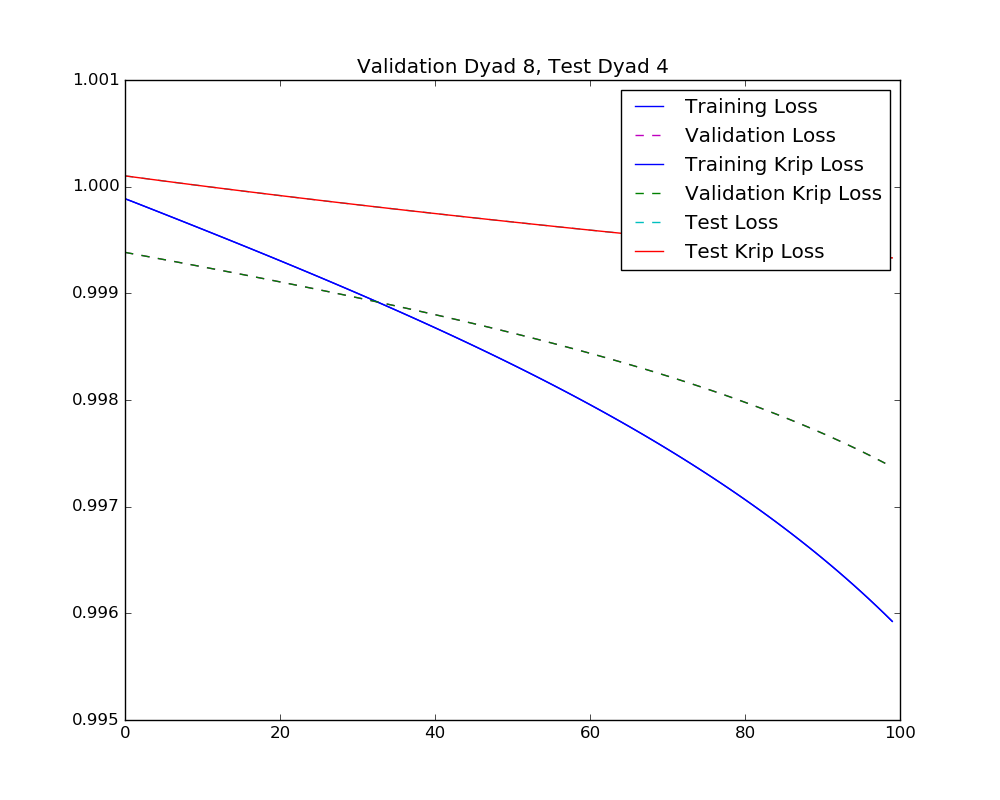 Validation Dyad 8, Test Dyad 4
1.001
1.000
0.999
0.998
0.997
0.996
0.995
Training Loss
Validation Loss
Training Krip Loss
Validation Krip Loss
Test Loss
Test Krip Loss
0 20 40 60 80 100